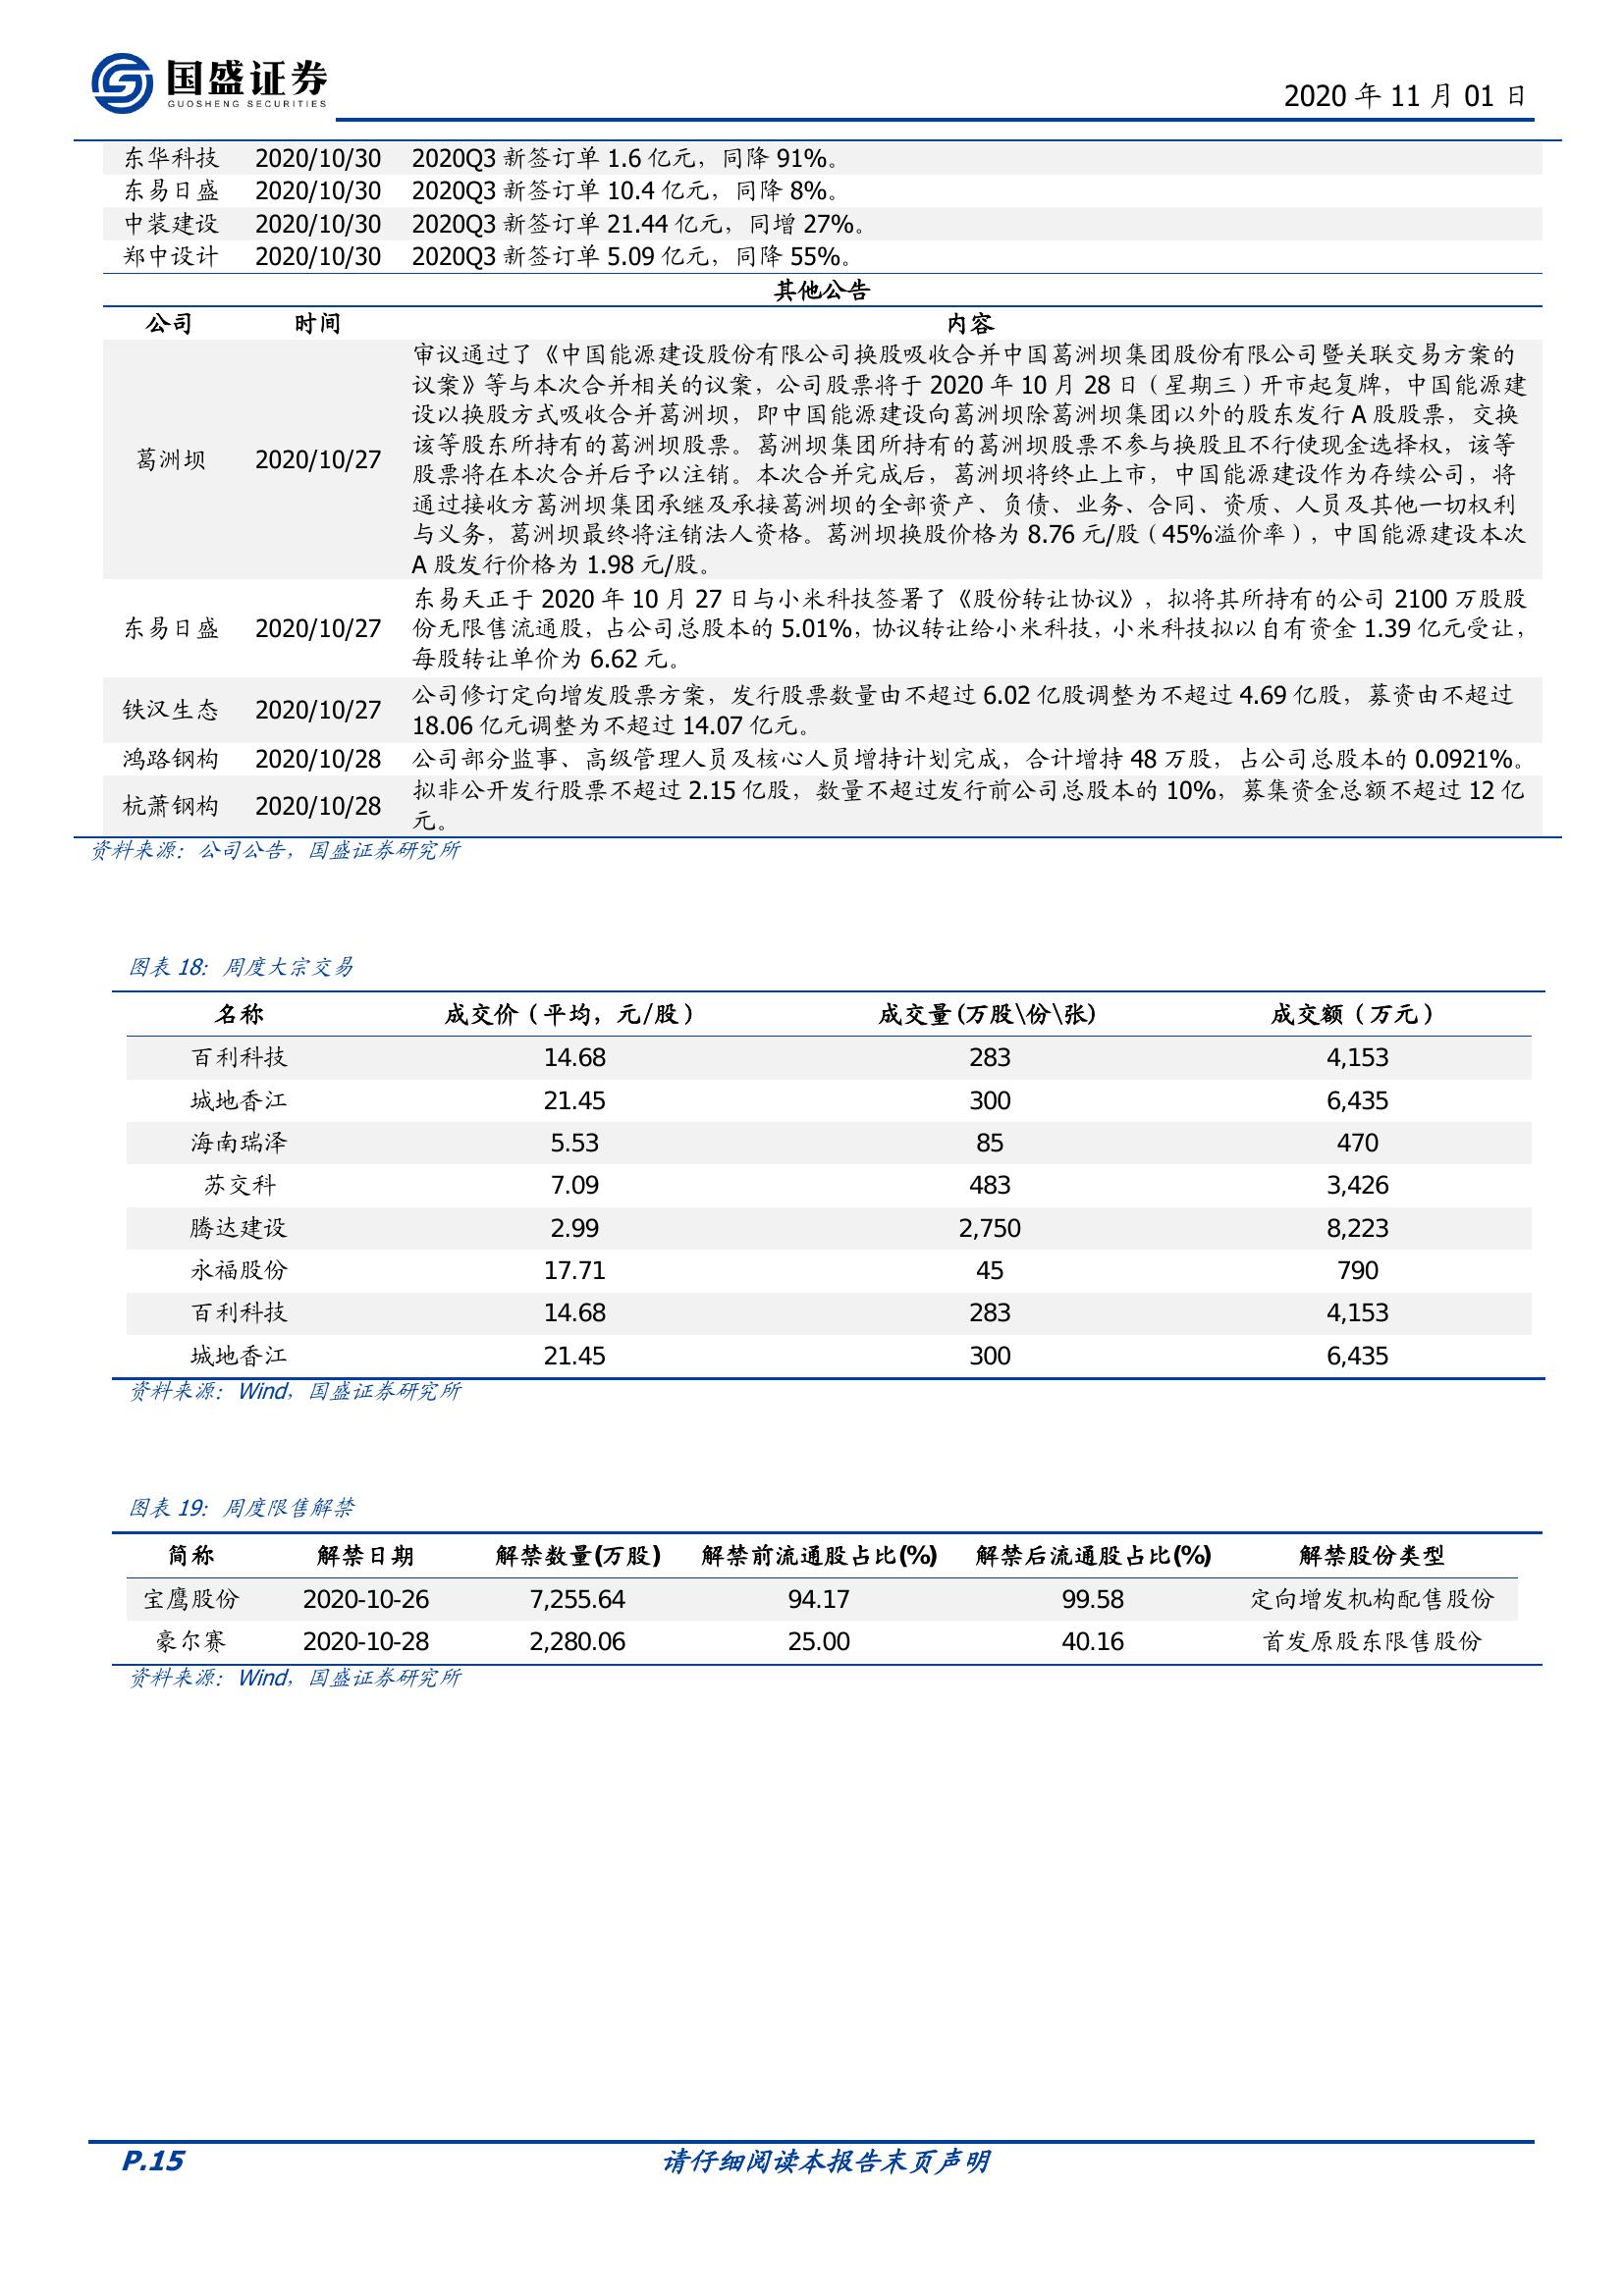 国盛证券
GUOSHENG SECURITIES
2020 年 11 月 01 日
东华科技 2020/10/30 2020Q3 新签订单 1.6 亿元，同降 91%。
东易日盛 2020/10/30 2020Q3 新签订单 10.4 亿元，同降 8%。
中装建设 2020/10/30 2020Q3 新签订单 21.44 亿元，同增 27%。
郑中设计 2020/10/30 2020Q3 新签订单 5.09 亿元，同降 55%。
其他公告
公司 时间 内容
葛洲坝 2020/10/27
审议通过了《中国能源建设股份有限公司换股吸收合并中国葛洲坝集团股份有限公司暨关联交易方案的
议案》等与本次合并相关的议案，公司股票将于 2020 年 10 月 28 日（星期三）开市起复牌，中国能源建
设以换股方式吸收合并葛洲坝，即中国能源建设向葛洲坝除葛洲坝集团以外的股东发行 A 股股票，交换
该等股东所持有的葛洲坝股票。葛洲坝集团所持有的葛洲坝股票不参与换股且不行使现金选择权，该等
股票将在本次合并后予以注销。本次合并完成后，葛洲坝将终止上市，中国能源建设作为存续公司，将
通过接收方葛洲坝集团承继及承接葛洲坝的全部资产、负债、业务、合同、资质、人员及其他一切权利
与义务，葛洲坝最终将注销法人资格。葛洲坝换股价格为 8.76 元/股（45%溢价率），中国能源建设本次
A 股发行价格为 1.98 元/股。
东易日盛 2020/10/27
东易天正于 2020 年 10 月 27 日与小米科技签署了《股份转让协议》，拟将其所持有的公司 2100 万股股
份无限售流通股，占公司总股本的 5.01%，协议转让给小米科技，小米科技拟以自有资金 1.39 亿元受让，
每股转让单价为 6.62 元。
铁汉生态 2020/10/27
公司修订定向增发股票方案，发行股票数量由不超过 6.02 亿股调整为不超过 4.69 亿股，募资由不超过
18.06 亿元调整为不超过 14.07 亿元。
鸿路钢构 2020/10/28 公司部分监事、高级管理人员及核心人员增持计划完成，合计增持 48 万股，占公司总股本的 0.0921%。
杭萧钢构 2020/10/28
拟非公开发行股票不超过 2.15 亿股，数量不超过发行前公司总股本的 10%，募集资金总额不超过 12 亿
元。
资料来源：公司公告，国盛证券研究所
图表 18：周度大宗交易
名称 成交价（平均，元/股） 成交量(万股\份\张) 成交额（万元）
百利科技 14.68 283 4,153
城地香江 21.45 300 6,435
海南瑞泽 5.53 85 470
苏交科 7.09 483 3,426
腾达建设 2.99 2,750 8,223
永福股份 17.71 45 790
百利科技 14.68 283 4,153
城地香江 21.45 300 6,435
资料来源：Wind，国盛证券研究所
图表 19：周度限售解禁
简称 解禁日期 解禁数量(万股) 解禁前流通股占比(%) 解禁后流通股占比(%) 解禁股份类型
宝鹰股份 2020-10-26 7,255.64 94.17 99.58 定向增发机构配售股份
豪尔赛 2020-10-28 2,280.06 25.00 40.16 首发原股东限售股份
资料来源：Wind，国盛证券研究所
P.15 请仔细阅读本报告末页声明